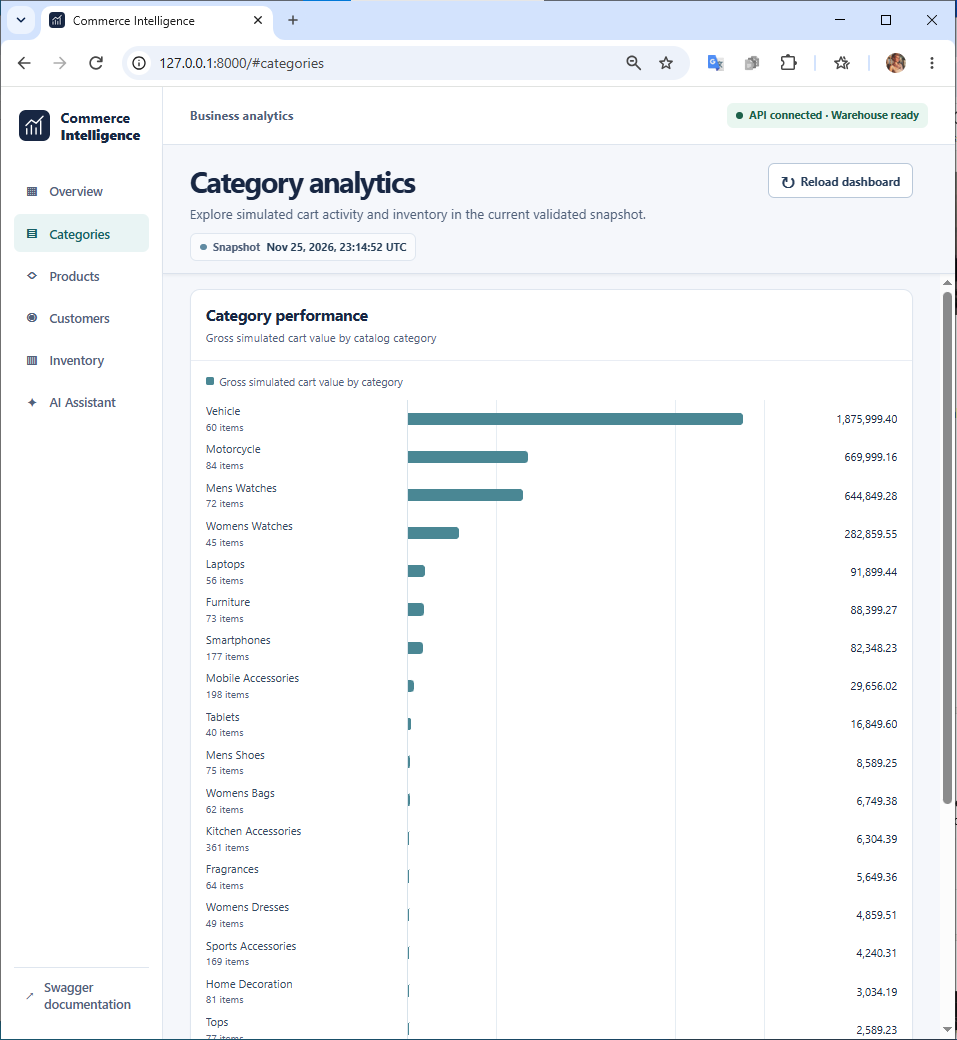 Commerce Intelligence
127.0.0.1:8000/#categories
Commerce
Intelligence
Business analytics
API connected · Warehouse ready
Category analytics
Reload dashboard
Explore simulated cart activity and inventory in the current validated snapshot.
Snapshot Nov 25, 2026, 23:14:52 UTC
Overview
Categories
Products
Customers
Inventory
AI Assistant
Swagger
documentation
Category performance
Gross simulated cart value by catalog category
Gross simulated cart value by category
Vehicle
60 items
1,875,999.40
Motorcycle
84 items
669,999.16
Mens Watches
72 items
644,849.28
Womens Watches
45 items
282,859.55
Laptops
56 items
91,899.44
Furniture
73 items
88,399.27
Smartphones
177 items
82,348.23
Mobile Accessories
198 items
29,656.02
Tablets
40 items
16,849.60
Mens Shoes
75 items
8,589.25
Womens Bags
62 items
6,749.38
Kitchen Accessories
361 items
6,304.39
Fragrances
64 items
5,649.36
Womens Dresses
49 items
4,859.51
Sports Accessories
169 items
4,240.31
Home Decoration
81 items
3,034.19
Tops
77 items
2,589.23